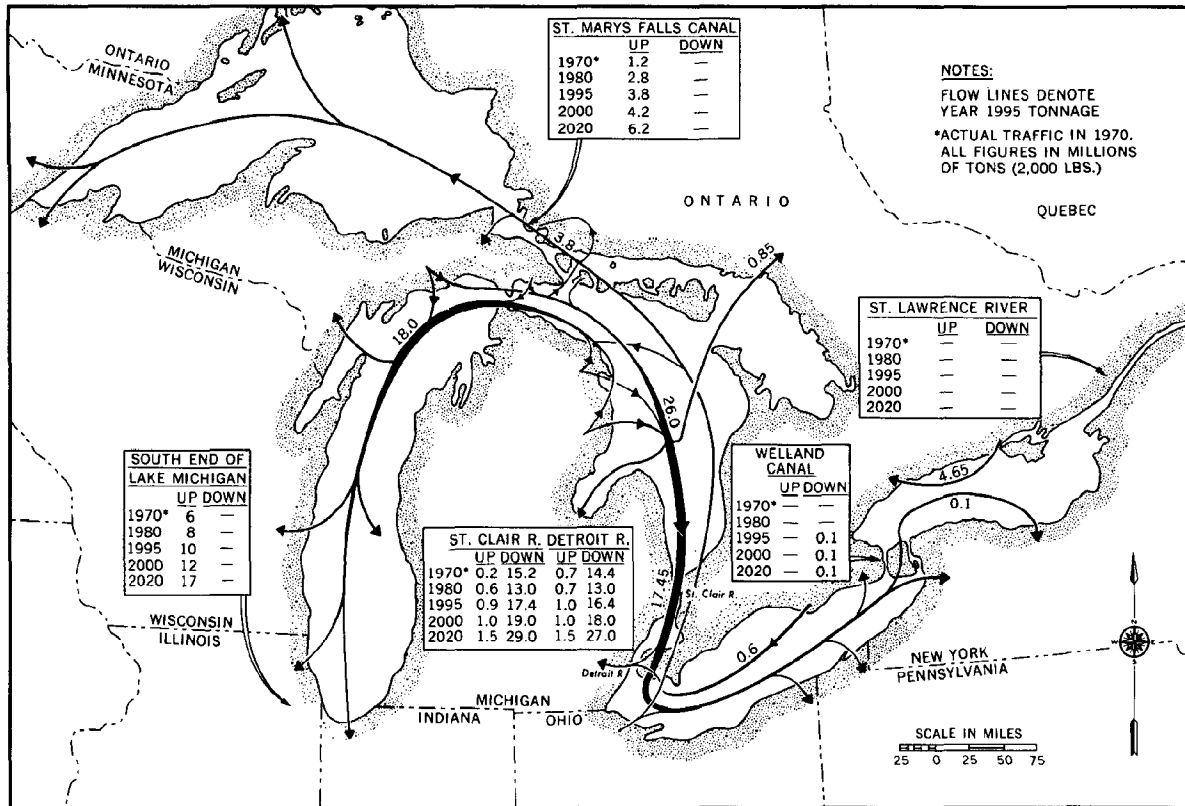 ST. MARYS FALLS CANAL
UP DOWN
1970* 1.2 —
1980 2.8 —
1995 3.8 —
2000 4.2 —
2020 6.2 —
NOTES:
FLOW LINES DENOTE
YEAR 1995 TONNAGE
*ACTUAL TRAFFIC IN 1970.
ALL FIGURES IN MILLIONS
OF TONS (2,000 LBS.)
ONTARIO
MINNESOTA
ONTARIO
QUEBEC
MICHIGAN
WISCONSIN
3.8
0.85
18.0
26.0
ST. LAWRENCE RIVER
UP DOWN
1970* — —
1980 — —
1995 — —
2000 — —
2020 — —
SOUTH END OF
LAKE MICHIGAN
UP DOWN
1970* 6 —
1980 8 —
1995 10 —
2000 12 —
2020 17 —
ST. CLAIR R. DETROIT R.
UP DOWN UP DOWN
1970* 0.2 15.2 0.7 14.4
1980 0.6 13.0 0.7 13.0
1995 0.9 17.4 1.0 16.4
2000 1.0 19.0 1.0 18.0
2020 1.5 29.0 1.5 27.0
WELLAND
CANAL
UP DOWN
1970* — —
1980 — —
1995 — 0.1
2000 — 0.1
2020 — 0.1
4.65
0.1
17.45
St. Clair R.
0.6
Detroit R.
WISCONSIN
ILLINOIS
MICHIGAN
INDIANA
OHIO
NEW YORK
PENNSYLVANIA
N
W
E
S
SCALE IN MILES
25 0 25 50 75